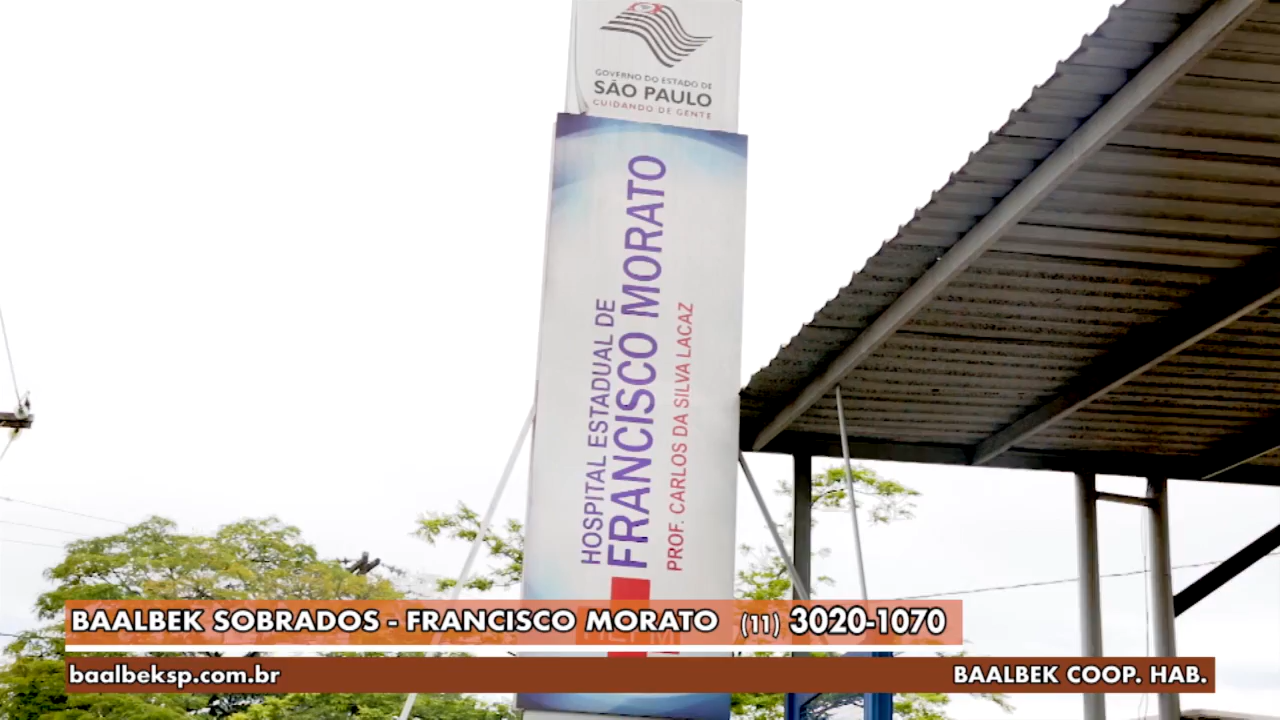 GOVERNO DO ESTADO DE
SÃO PAULO
CUIDANDO DE GENTE
HOSPITAL ESTADUAL DE
FRANCISCO MORATO
PROF. CARLOS DA SILVA LACAZ
BAALBEK SOBRADOS - FRANCISCO MORATO (11) 3020-1070
baalbeksp.com.br
BAALBEK COOP. HAB.